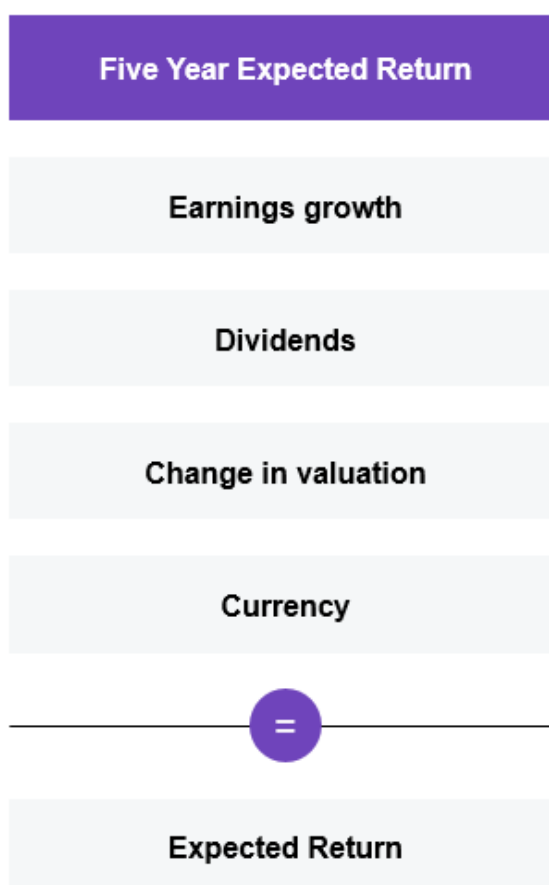 Five Year Expected Return
Earnings growth
Dividends
Change in valuation
Currency
=
Expected Return